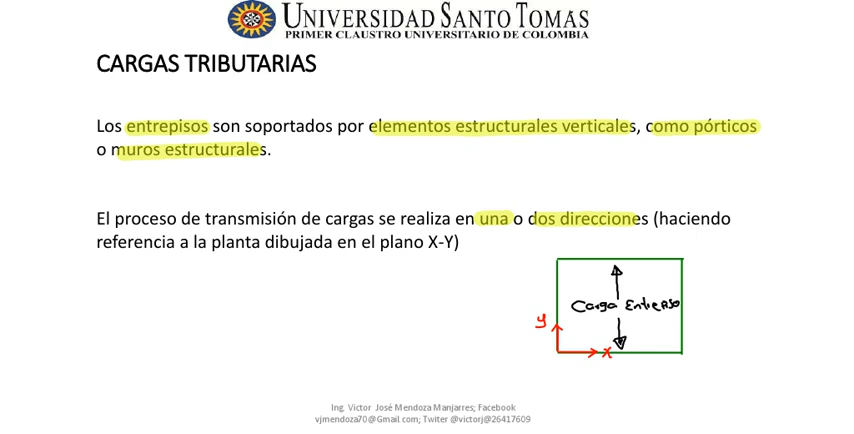 UNIVERSIDAD SANTO TOMAS
PRIMER CLAUSTRO UNIVERSITARIO DE COLOMBIA
CARGAS TRIBUTARIAS
Los entrepisos son soportados por elementos estructurales verticales, como pórticos
o muros estructurales.
El proceso de transmisión de cargas se realiza en una o dos direcciones (haciendo
referencia a la planta dibujada en el plano X-Y)
Carga
y
x
Ing. Victor José Mendoza Manjarres; Facebook
vjmendoza70@Gmail.com; Twiter @victorj@26417609